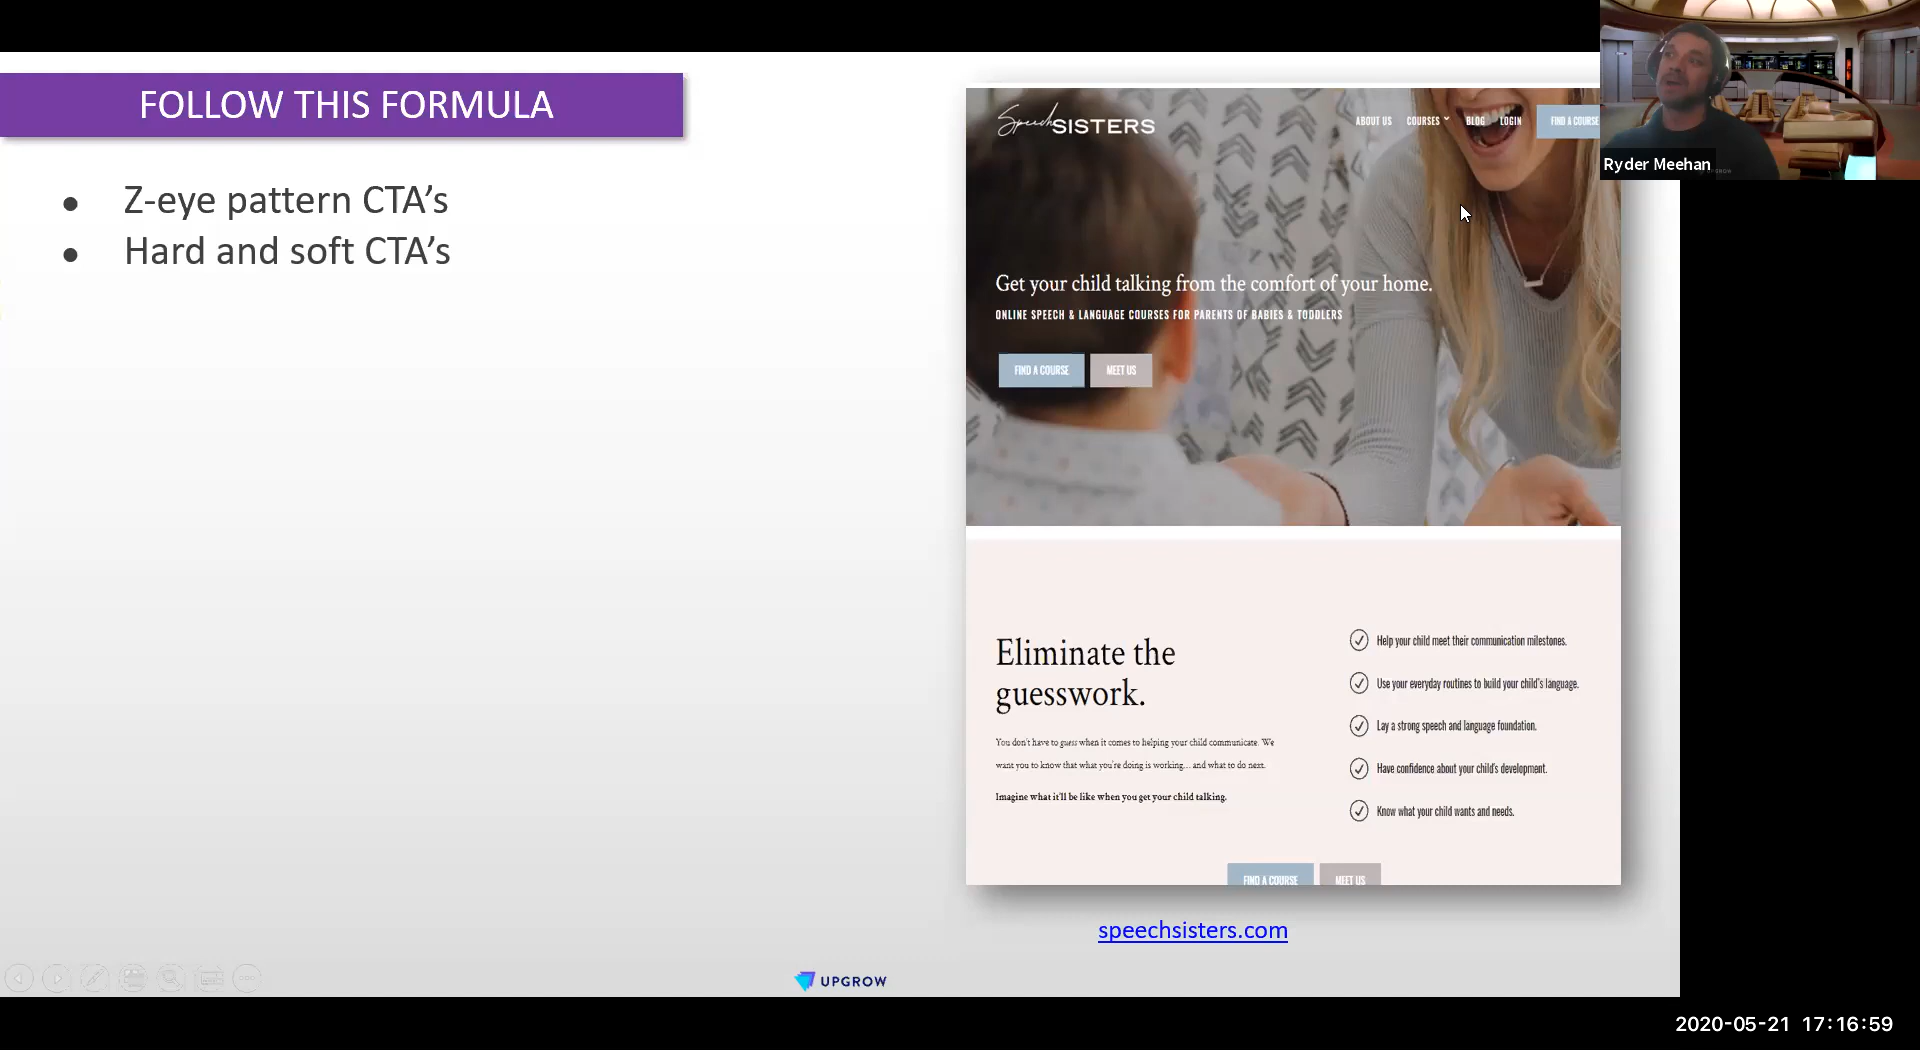 FOLLOW THIS FORMULA
● Z-eye pattern CTA’s
● Hard and soft CTA’s
Speech SISTERS
ABOUT US COURSES BLOG LOGIN FIND A COURSE
Get your child talking from the comfort of your home.
ONLINE SPEECH & LANGUAGE COURSES FOR PARENTS OF BABIES & TODDLERS
FIND A COURSE MEET US
Eliminate the
guesswork.
You don't have to guess when it comes to helping your child communicate. We
want you to know that what you're doing is working... and what to do next.
Imagine what it'll be like when you get your child talking.
Help your child meet their communication milestones.
Use your everyday routines to build your child's language.
Lay a strong speech and language foundation.
Have confidence about your child's development.
Know what your child wants and needs.
FIND A COURSE MEET US
speechsisters.com
UPGROW
Ryder Meehan
2020-05-21 17:16:59